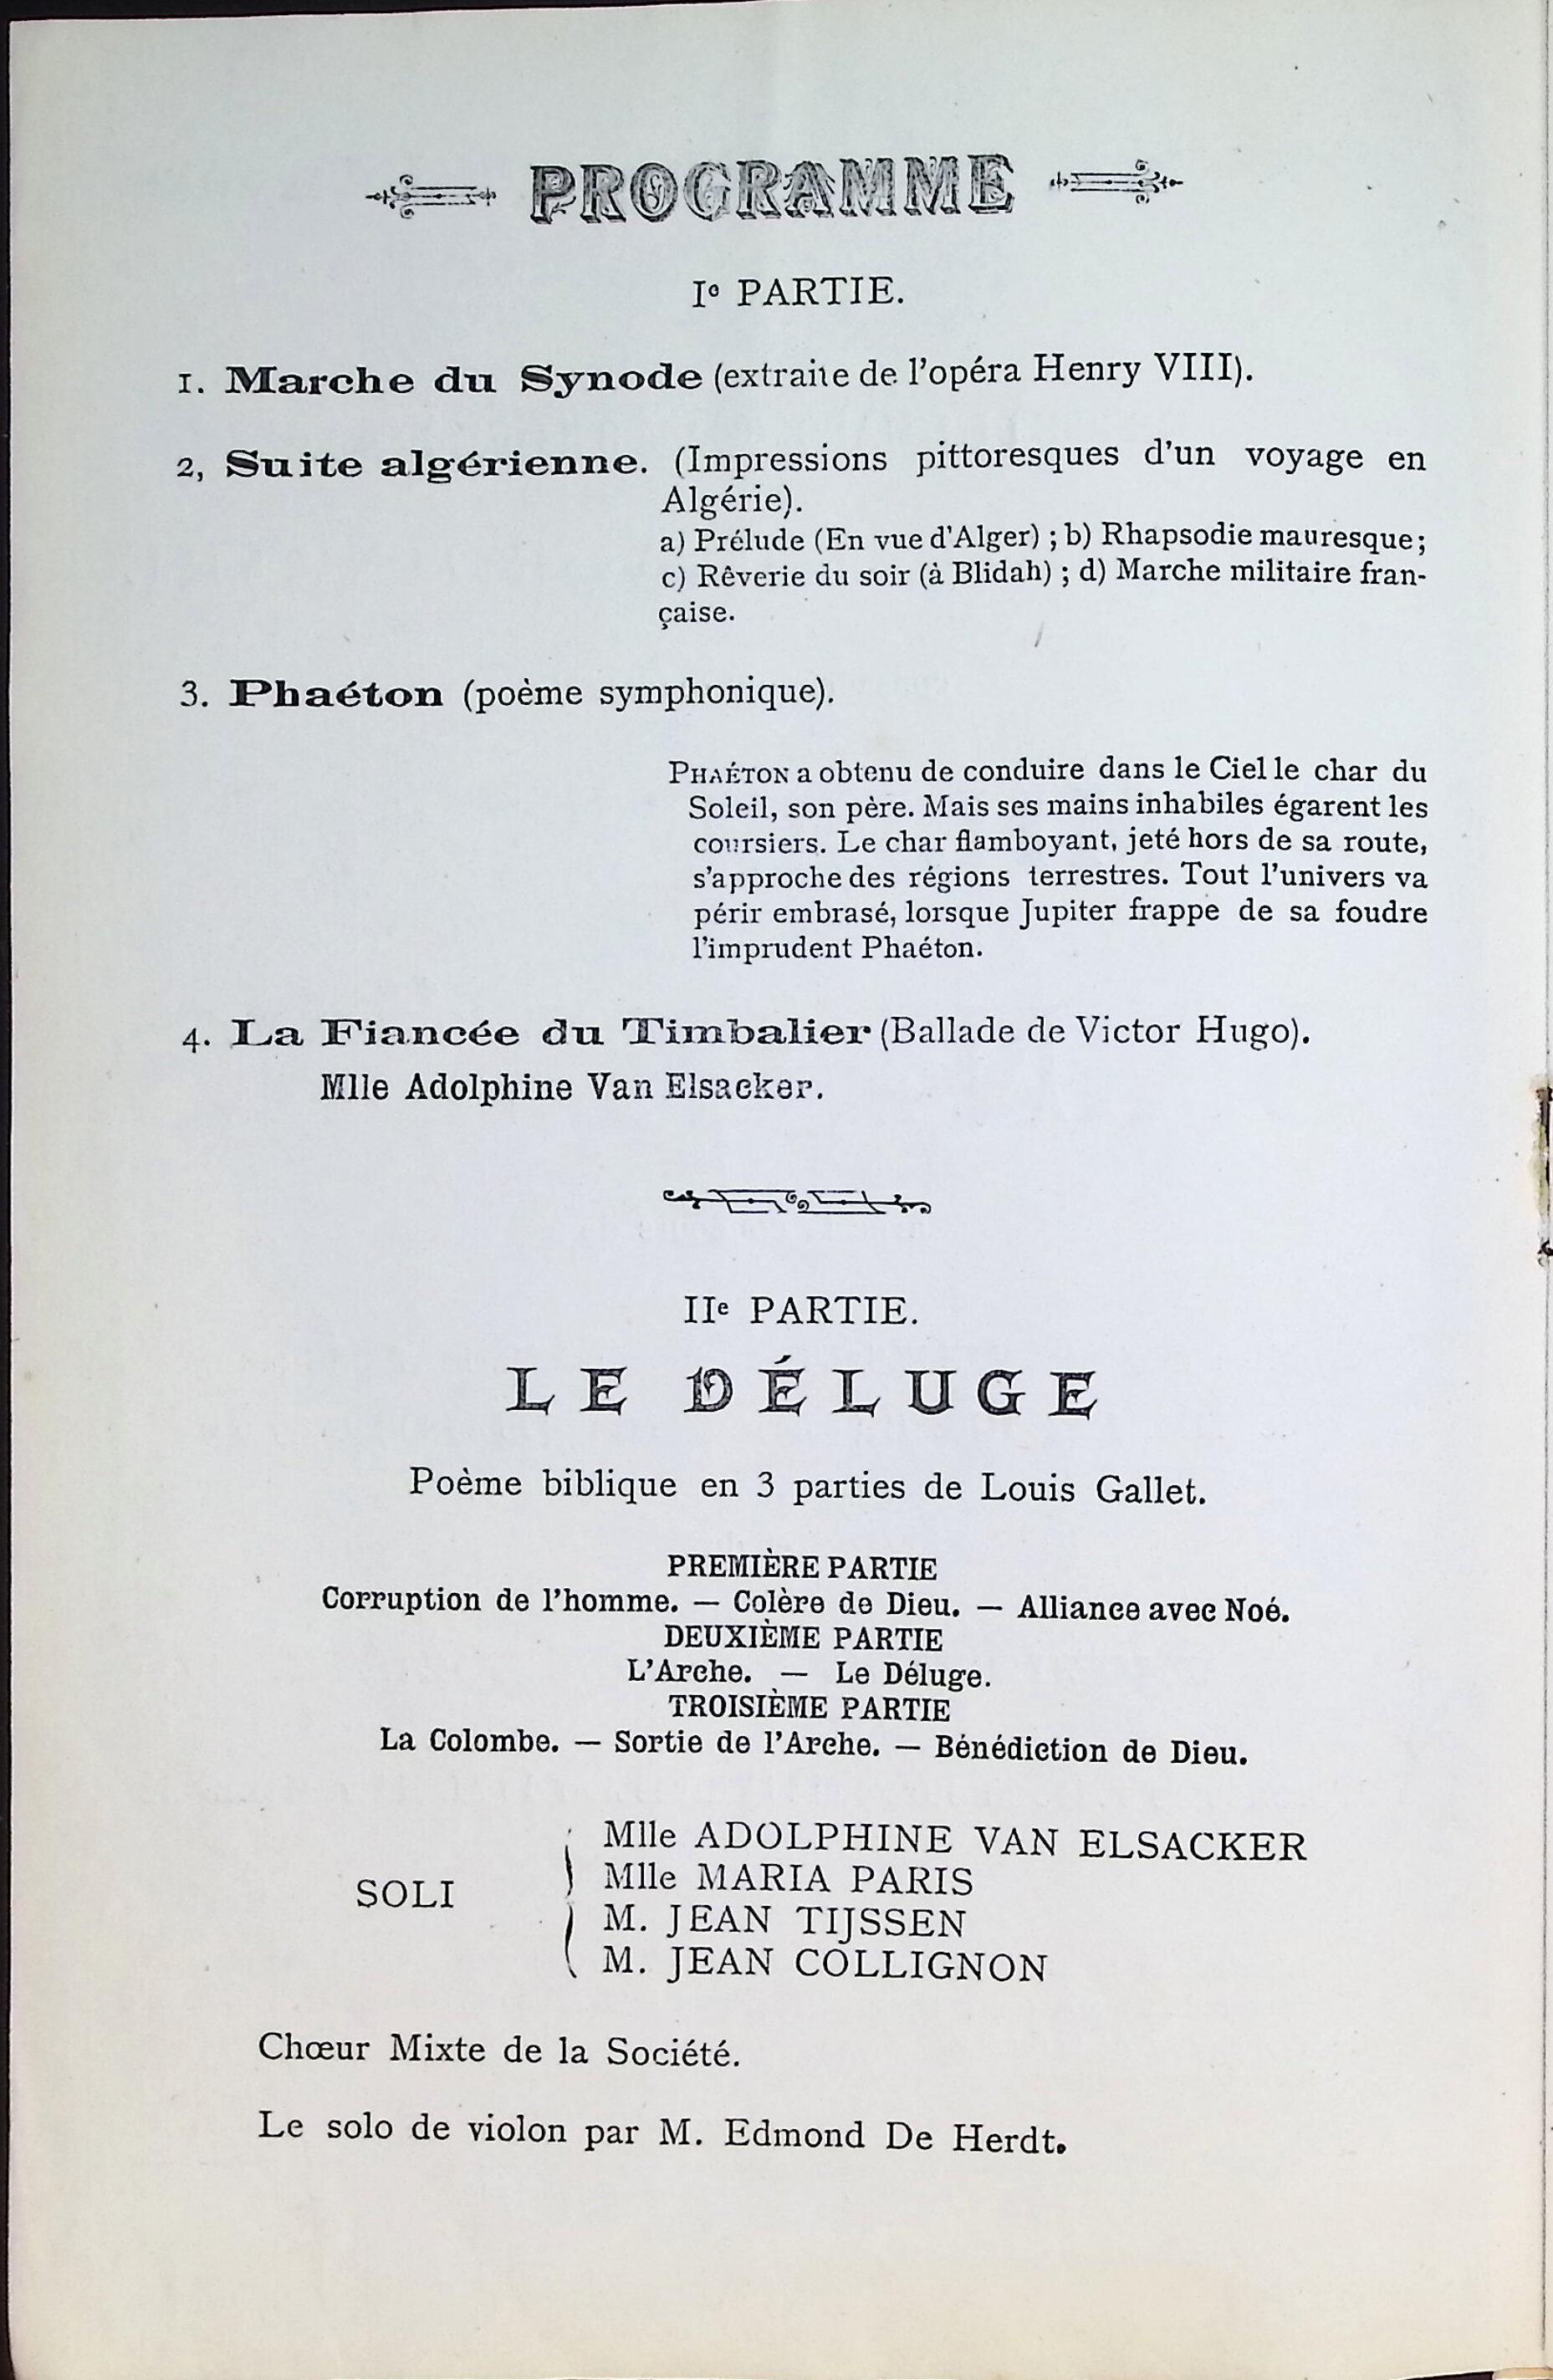 PROGRAMME
Ie PARTIE.
1. Marche du Synode (extraite de l'opéra Henry VIII).
2, Suite algérienne. (Impressions pittoresques d'un voyage en
Algérie).
a) Prélude (En vue d'Alger) ; b) Rhapsodie mauresque;
c) Rêverie du soir (à Blidah) ; d) Marche militaire fran-
çaise.
3. Phaéton (poème symphonique).
PHAÉTON a obtenu de conduire dans le Ciel le char du
Soleil, son père. Mais ses mains inhabiles égarent les
coursiers. Le char flamboyant, jeté hors de sa route,
s'approche des régions terrestres. Tout l'univers va
périr embrasé, lorsque Jupiter frappe de sa foudre
l'imprudent Phaéton.
4. La Fiancée du Timbalier (Ballade de Victor Hugo).
Mlle Adolphine Van Elsacker.
IIe PARTIE.
LE DÉLUGE
Poème biblique en 3 parties de Louis Gallet.
PREMIÈRE PARTIE
Corruption de l'homme. — Colère de Dieu. — Alliance avec Noé.
DEUXIÈME PARTIE
L'Arche. — Le Déluge.
TROISIÈME PARTIE
La Colombe. — Sortie de l'Arche. — Bénédiction de Dieu.
Mlle ADOLPHINE VAN ELSACKER
Mlle MARIA PARIS
SOLI
M. JEAN TIJSSEN
M. JEAN COLLIGNON
Chœur Mixte de la Société.
Le solo de violon par M. Edmond De Herdt.